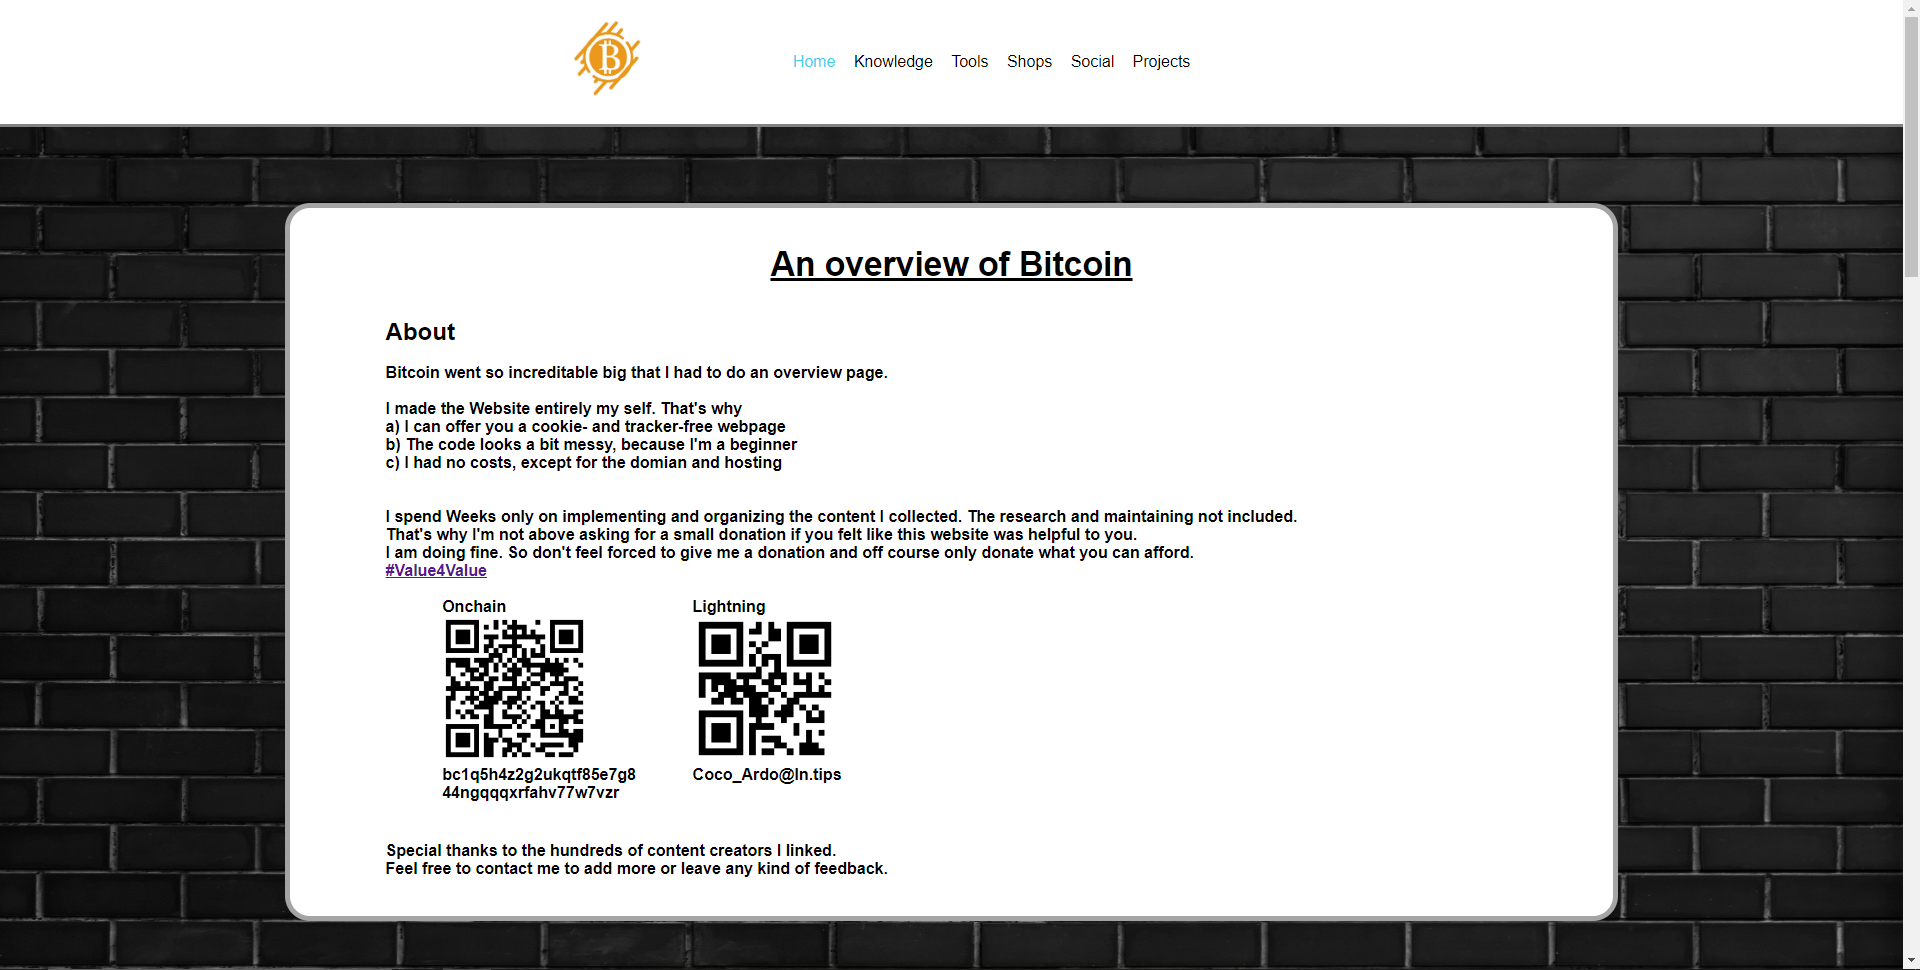 Home Knowledge Tools Shops Social Projects
An overview of Bitcoin
About
Bitcoin went so increditable big that I had to do an overview page.
I made the Website entirely my self. That's why
a) I can offer you a cookie- and tracker-free webpage
b) The code looks a bit messy, because I'm a beginner
c) I had no costs, except for the domian and hosting
I spend Weeks only on implementing and organizing the content I collected. The research and maintaining not included.
That's why I'm not above asking for a small donation if you felt like this website was helpful to you.
I am doing fine. So don't feel forced to give me a donation and off course only donate what you can afford.
#Value4Value
Onchain
bc1q5h4z2g2ukqtf85e7g8
44ngqqqxrfahv77w7vzr
Lightning
Coco_Ardo@ln.tips
Special thanks to the hundreds of content creators I linked.
Feel free to contact me to add more or leave any kind of feedback.